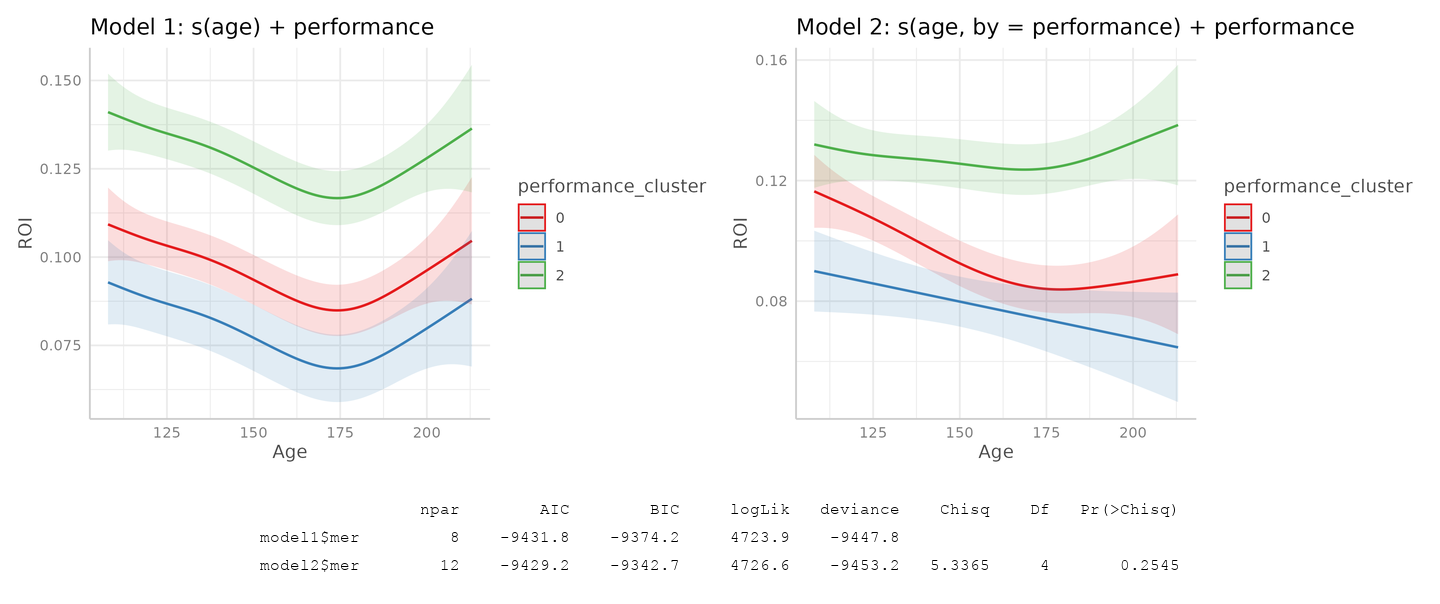 Model 1: s(age) + performance
0.150
0.125
0.100
0.075
ROI
125 150 175 200
Age
performance_cluster
0
1
2
Model 2: s(age, by = performance) + performance
0.16
0.12
0.08
ROI
125 150 175 200
Age
performance_cluster
0
1
2
npar AIC BIC logLik deviance Chisq Df Pr(>Chisq)
model1$mer 8 -9431.8 -9374.2 4723.9 -9447.8
model2$mer 12 -9429.2 -9342.7 4726.6 -9453.2 5.3365 4 0.2545